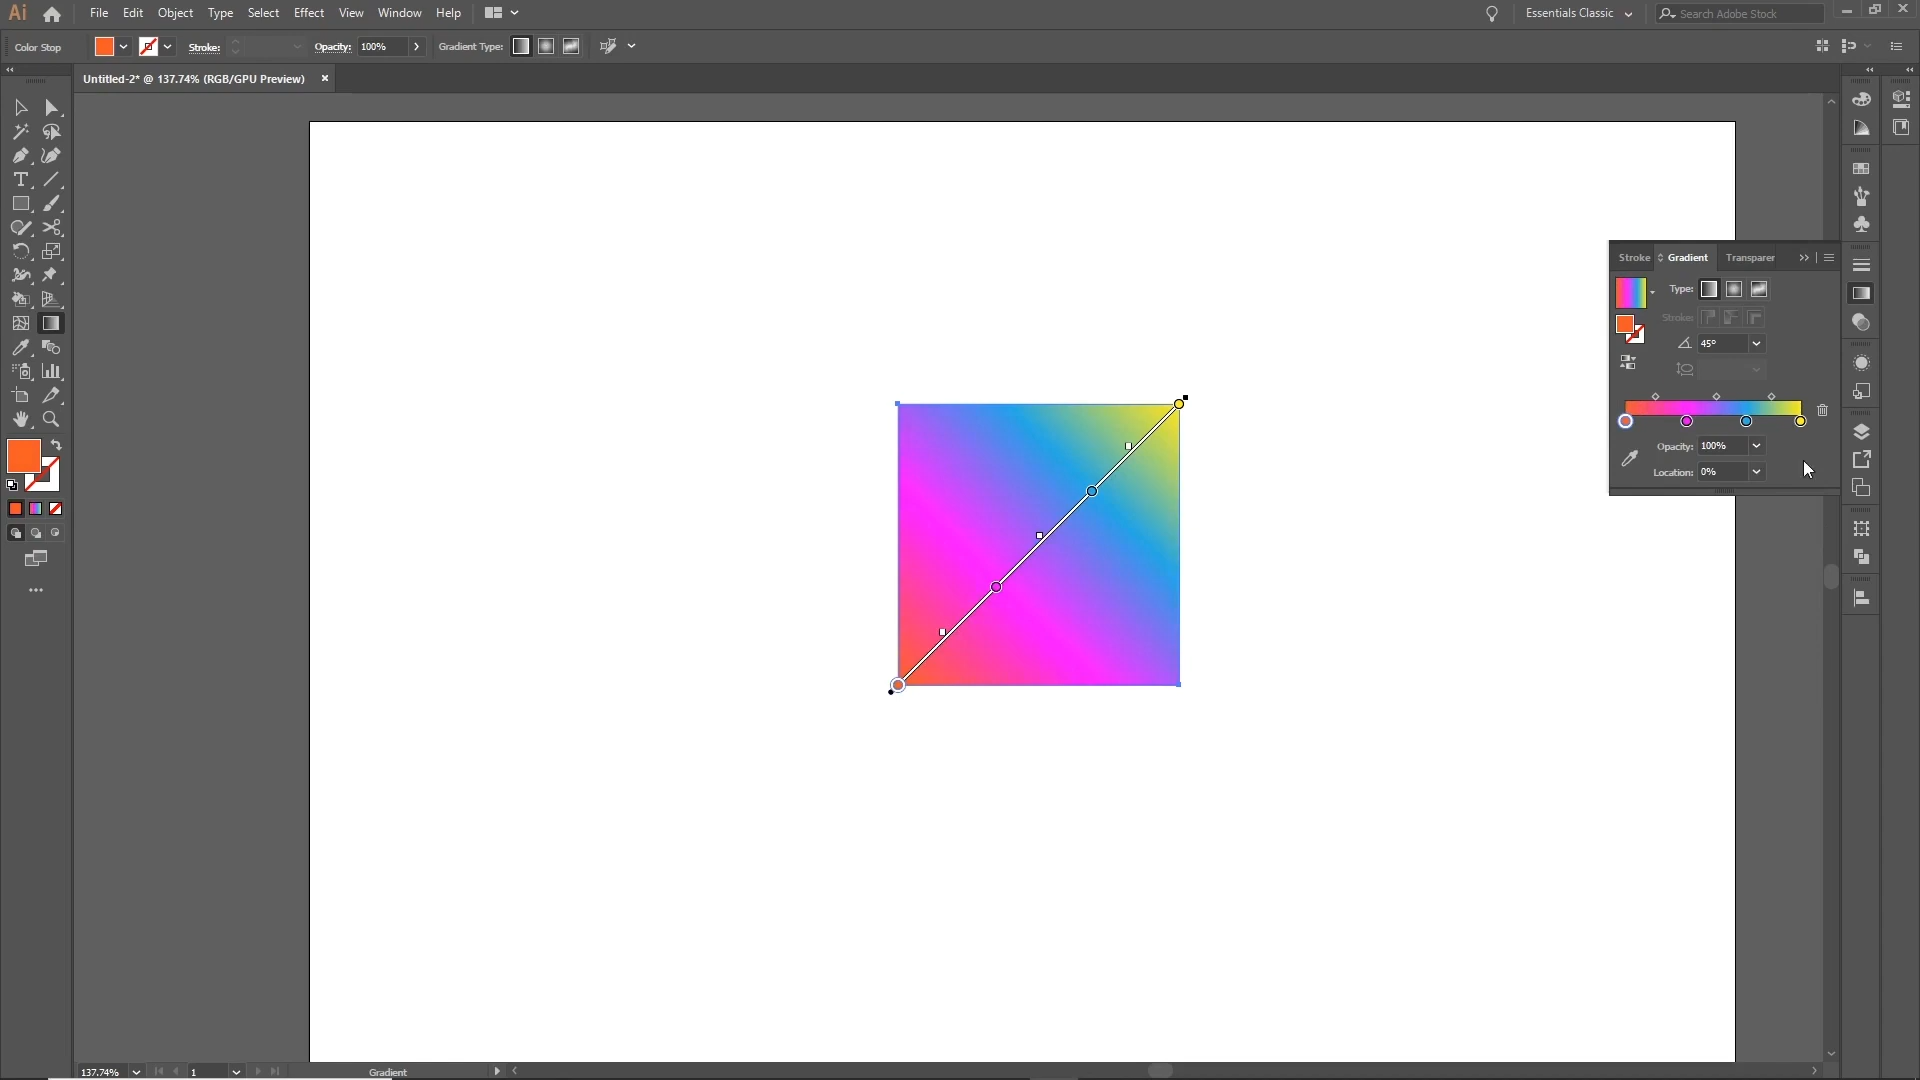 Ai File Edit Object Type Select Effect View Window Help Essentials Classic Search Adobe Stock
Color Stop Stroke: Opacity: 100% Gradient Type:
Untitled-2* @ 137.74% (RGB/GPU Preview) ×
Stroke Gradient Transparer
Type:
Stroke:
45°
Opacity: 100%
Location: 0%
137.74% 1 Gradient